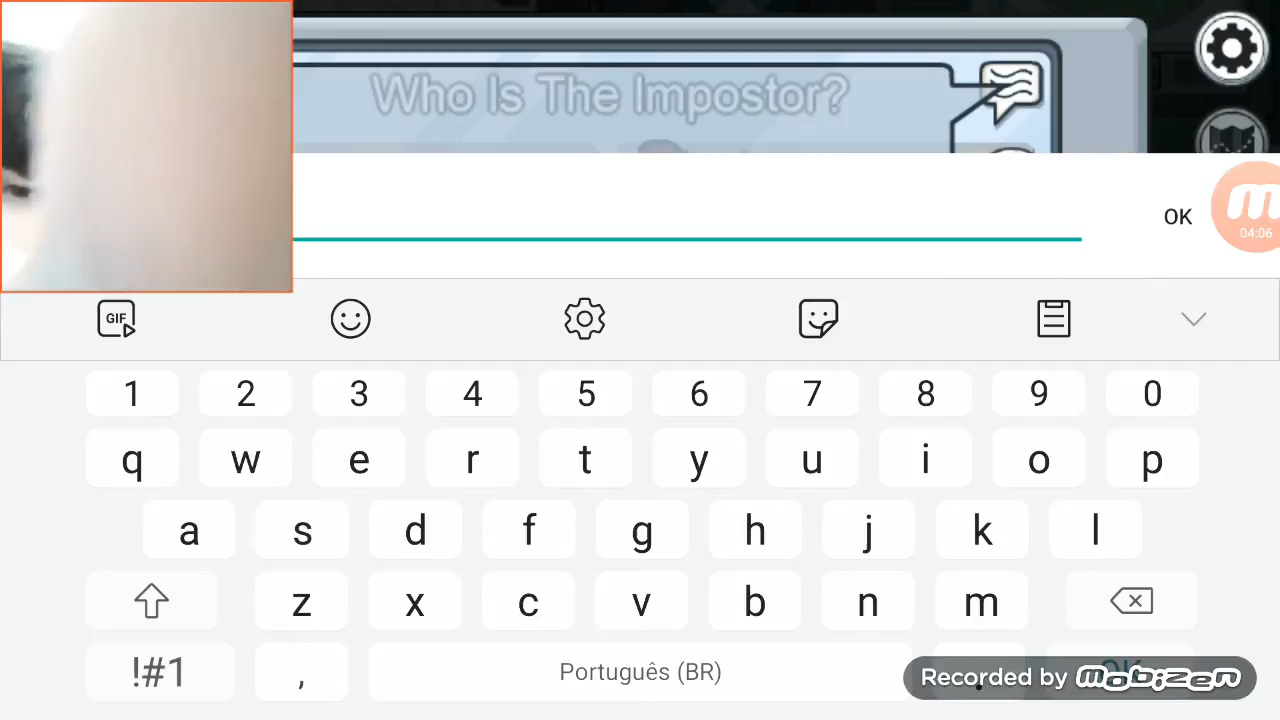 Who Is The Impostor?
OK
04:06
GIF
1 2 3 4 5 6 7 8 9 0
q w e r t y u i o p
a s d f g h j k l
z x c v b n m
!#1 , Português (BR) . OK
Recorded by mobizen